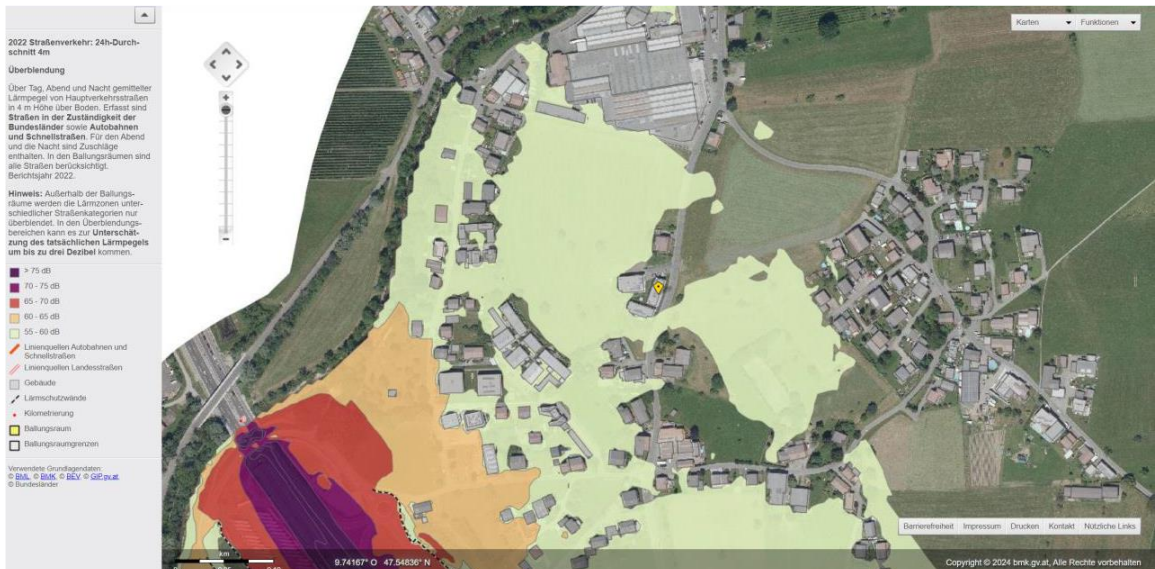 Karten
Funktionen
2022 Straßenverkehr: 24h-Durch-
schnitt 4m
Überblendung
Über Tag, Abend und Nacht gemittelter
Lärmpegel von Hauptverkehrsstraßen
in 4 m Höhe über Boden. Erfasst sind
Straßen in der Zuständigkeit der
Bundesländer sowie Autobahnen
und Schnellstraßen. Für den Abend
und die Nacht sind Zuschläge
enthalten. In den Ballungsräumen sind
alle Straßen berücksichtigt.
Berichtsjahr 2022.
Hinweis: Außerhalb der Ballungs-
räume werden die Lärmzonen unter-
schiedlicher Straßenkategorien nur
überblendet. In den Überblendungs-
bereichen kann es zur Unterschät-
zung des tatsächlichen Lärmpegels
um bis zu drei Dezibel kommen.
> 75 dB
70 - 75 dB
65 - 70 dB
60 - 65 dB
55 - 60 dB
Linienquellen Autobahnen und
Schnellstraßen
Linienquellen Landesstraßen
Gebäude
Lärmschutzwände
Kilometrierung
Ballungsraum
Ballungsraumgrenzen
Verwendete Grundlagendaten:
© BML, © BMK, © BEV, © GIP.gv.at,
© Bundesländer
Barrierefreiheit Impressum Drucken Kontakt Nützliche Links
km
9.74167° O 47.54836° N
Copyright © 2024 bmk.gv.at, Alle Rechte vorbehalten